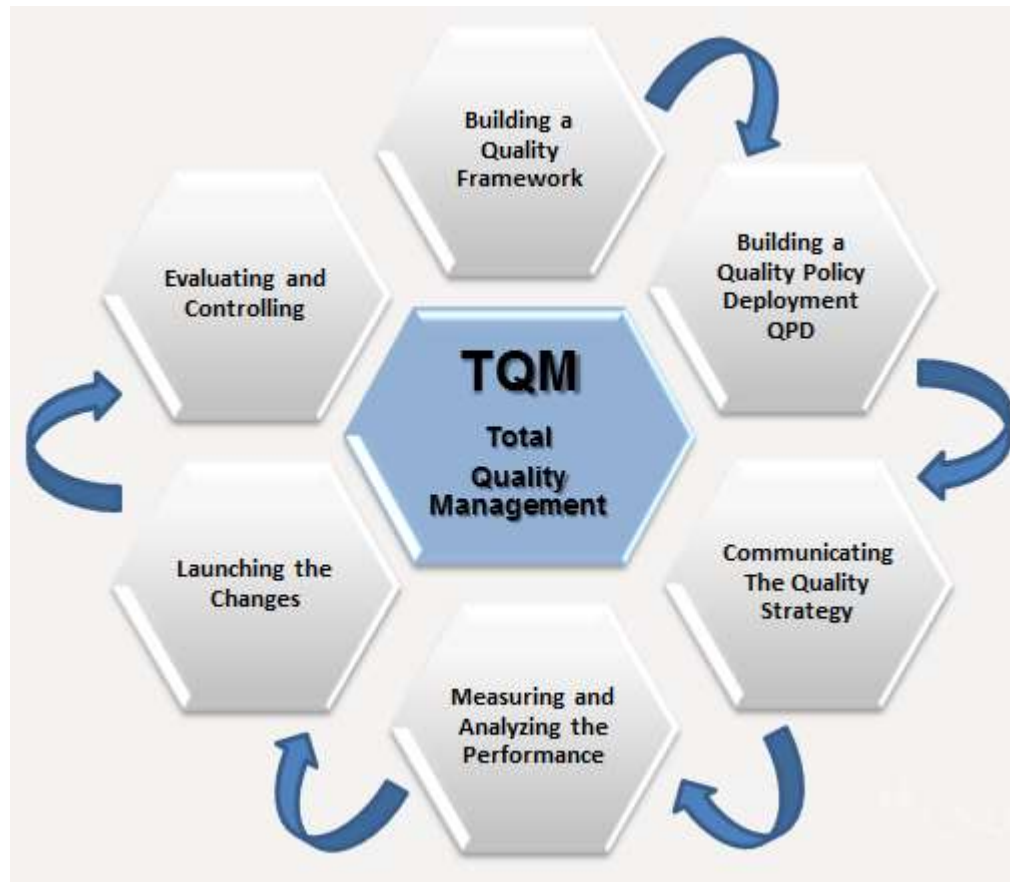 Building a
Quality
Framework
Building a
Quality Policy
Deployment
QPD
Communicating
The Quality
Strategy
Measuring and
Analyzing the
Performance
Launching the
Changes
Evaluating and
Controlling
TQM
Total
Quality
Management